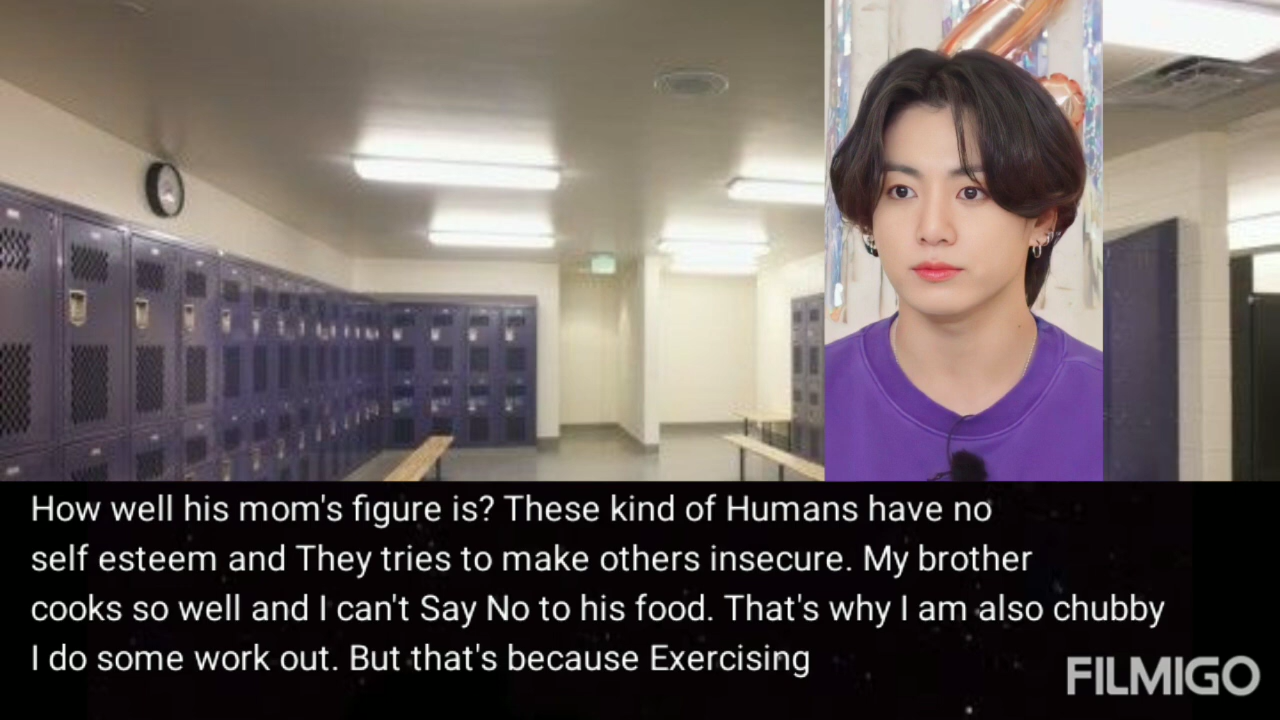 How well his mom's figure is? These kind of Humans have no
self esteem and They tries to make others insecure. My brother
cooks so well and I can't Say No to his food. That's why I am also chubby
I do some work out. But that's because Exercising
FILMIGO